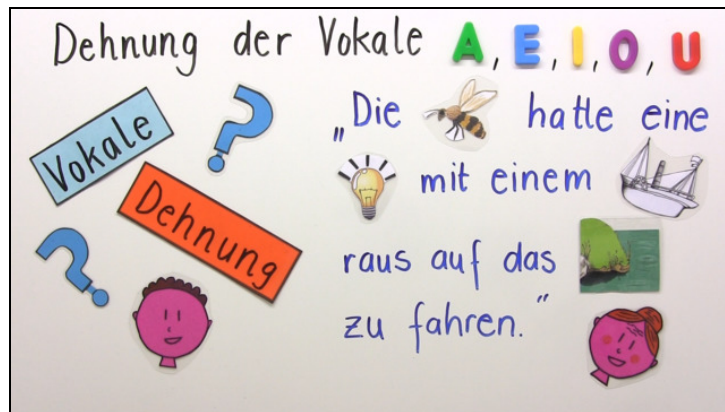 Dehnung der Vokale A, E, I, O, U
Vokale
Dehnung
„Die hatte eine
mit einem
raus auf das
zu fahren.“